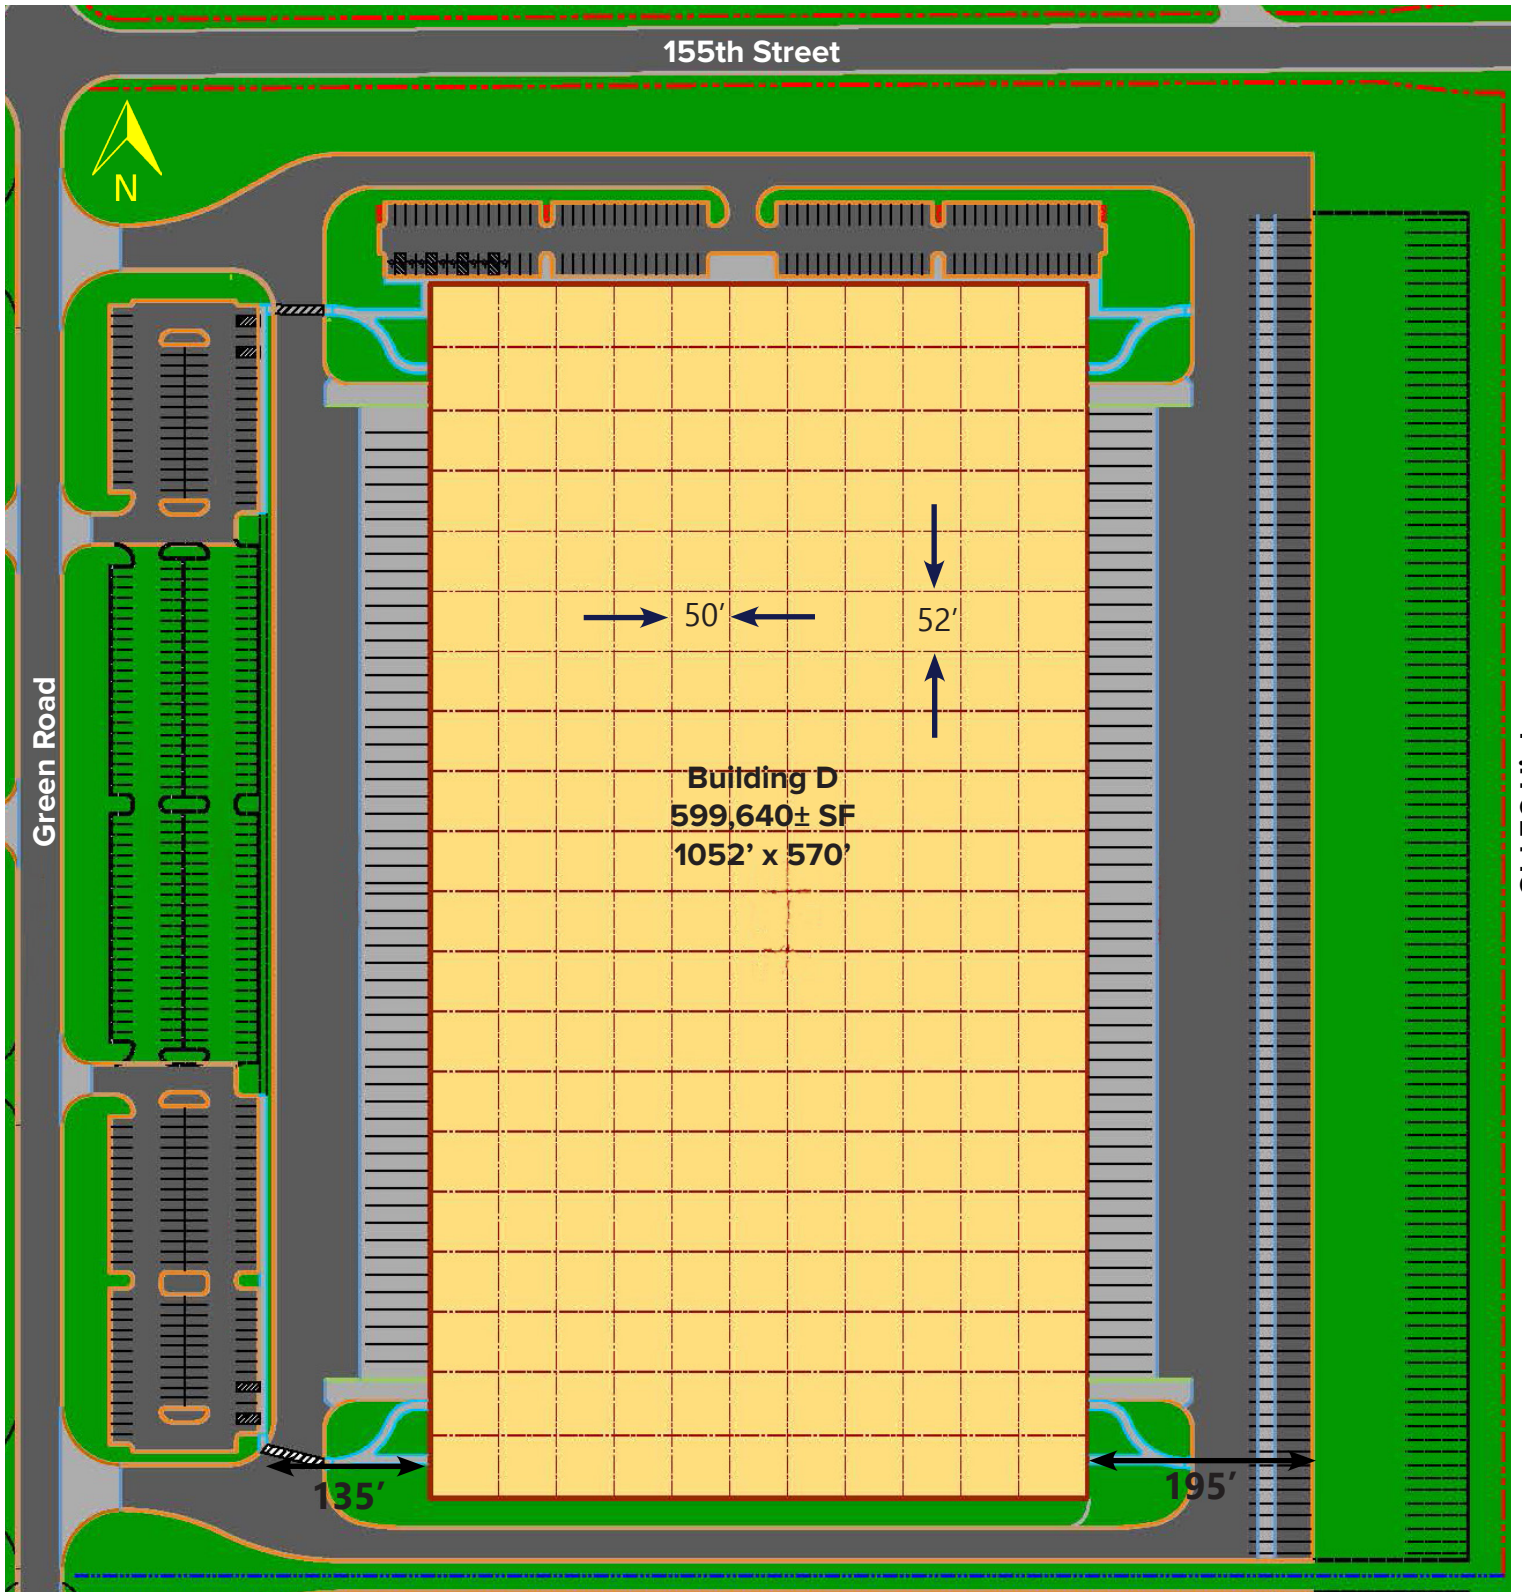 155th Street
N
50’
52’
Green Road
Building D
599,640± SF
1052’ x 570’
135’
195’